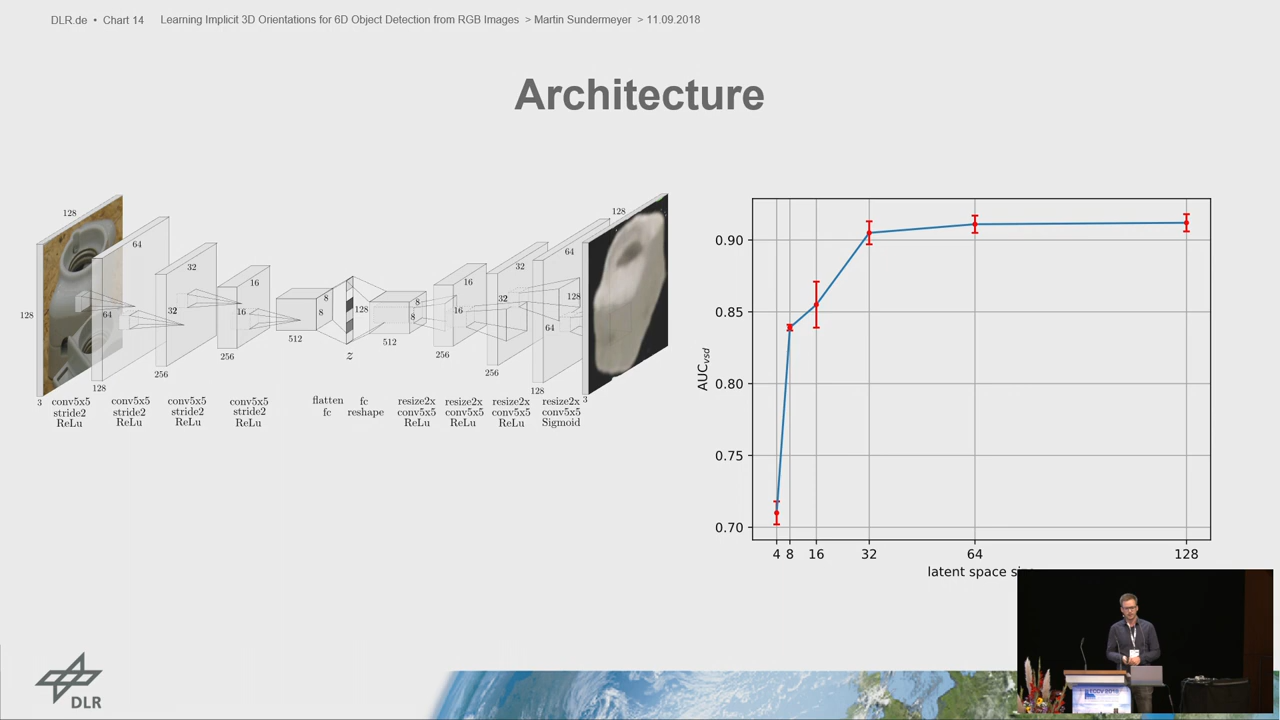 DLR.de • Chart 14 Learning Implicit 3D Orientations for 6D Object Detection from RGB Images > Martin Sundermeyer > 11.09.2018
Architecture
128
128
3
64
64
128
32
32
256
16
16
256
8
8
512
128
z
8
8
512
16
16
256
32
32
256
64
64
128
128
128
3
conv5x5
stride2
ReLu
conv5x5
stride2
ReLu
conv5x5
stride2
ReLu
conv5x5
stride2
ReLu
flatten
fc
fc
reshape
resize2x
conv5x5
ReLu
resize2x
conv5x5
ReLu
resize2x
conv5x5
ReLu
resize2x
conv5x5
Sigmoid
AUCvsd
0.90
0.85
0.80
0.75
0.70
4 8 16 32 64 128
latent space
DLR
ECCV 2018